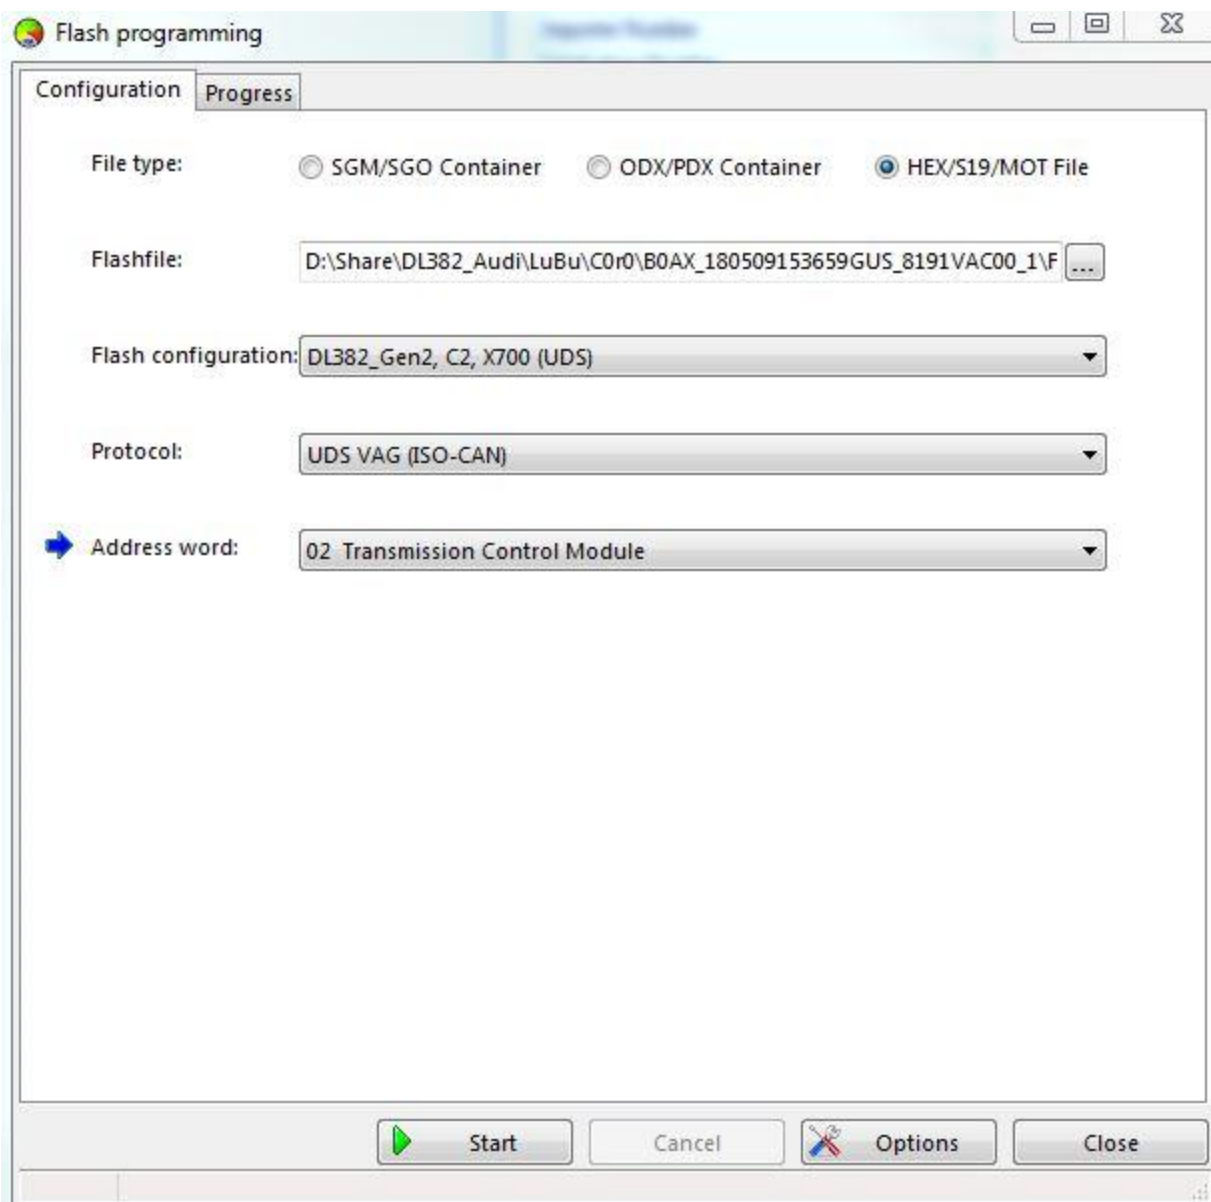 Flash programming
Configuration
Progress
File type:
SGM/SGO Container
ODX/PDX Container
HEX/S19/MOT File
Flashfile:
D:\Share\DL382_Audi\LuBu\C0r0\B0AX_180509153659GUS_8191VAC00_1\F
...
Flash configuration:
DL382_Gen2, C2, X700 (UDS)
Protocol:
UDS VAG (ISO-CAN)
Address word:
02 Transmission Control Module
Start
Cancel
Options
Close